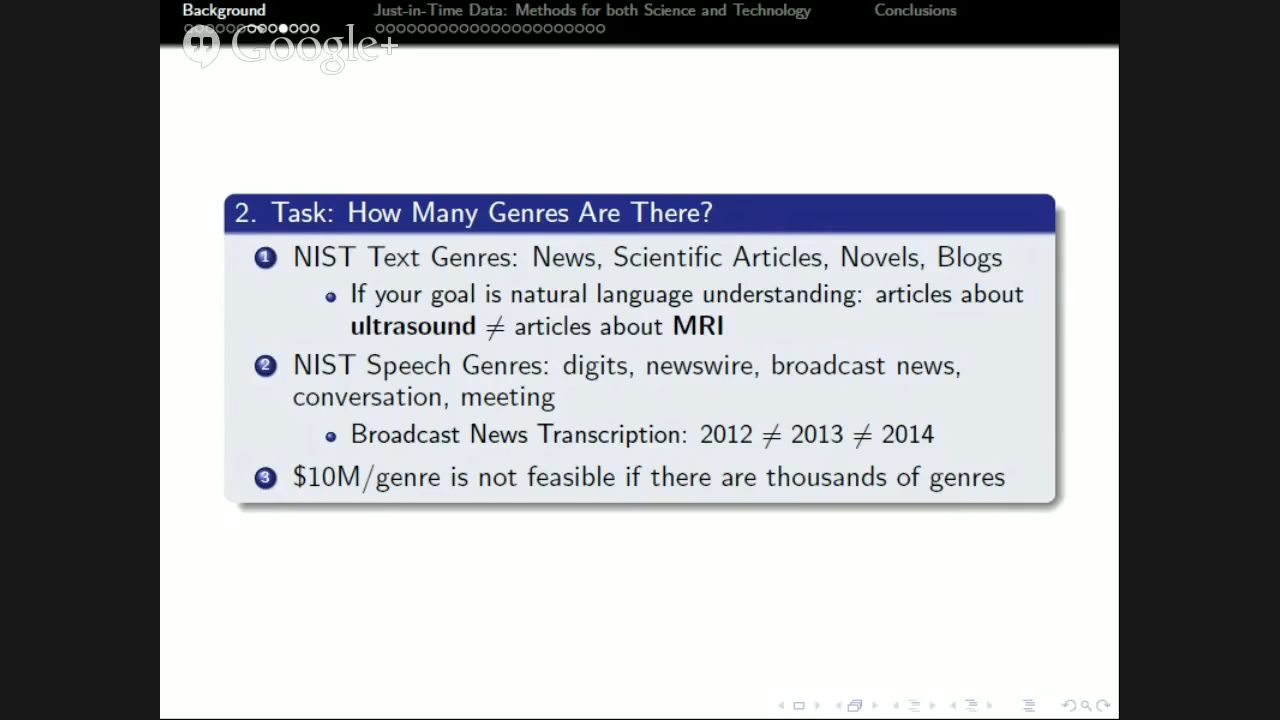 Background Just-in-Time Data: Methods for both Science and Technology Conclusions
Google+
2. Task: How Many Genres Are There?
1 NIST Text Genres: News, Scientific Articles, Novels, Blogs
If your goal is natural language understanding: articles about
ultrasound ≠ articles about MRI
2 NIST Speech Genres: digits, newswire, broadcast news,
conversation, meeting
Broadcast News Transcription: 2012 ≠ 2013 ≠ 2014
3 $10M/genre is not feasible if there are thousands of genres